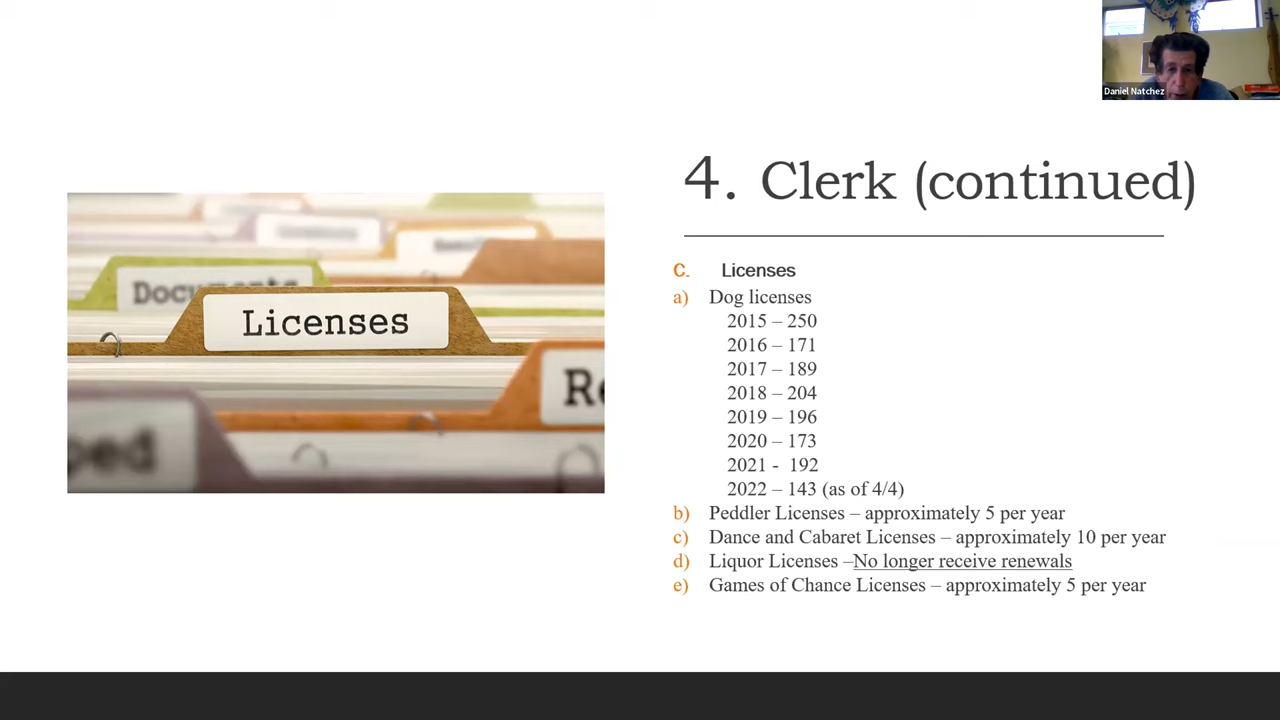 Daniel Natchez
4. Clerk (continued)
Licenses
Documents
C. Licenses
a) Dog licenses
2015 – 250
2016 – 171
2017 – 189
2018 – 204
2019 – 196
2020 – 173
2021 - 192
2022 – 143 (as of 4/4)
b) Peddler Licenses – approximately 5 per year
c) Dance and Cabaret Licenses – approximately 10 per year
d) Liquor Licenses –No longer receive renewals
e) Games of Chance Licenses – approximately 5 per year